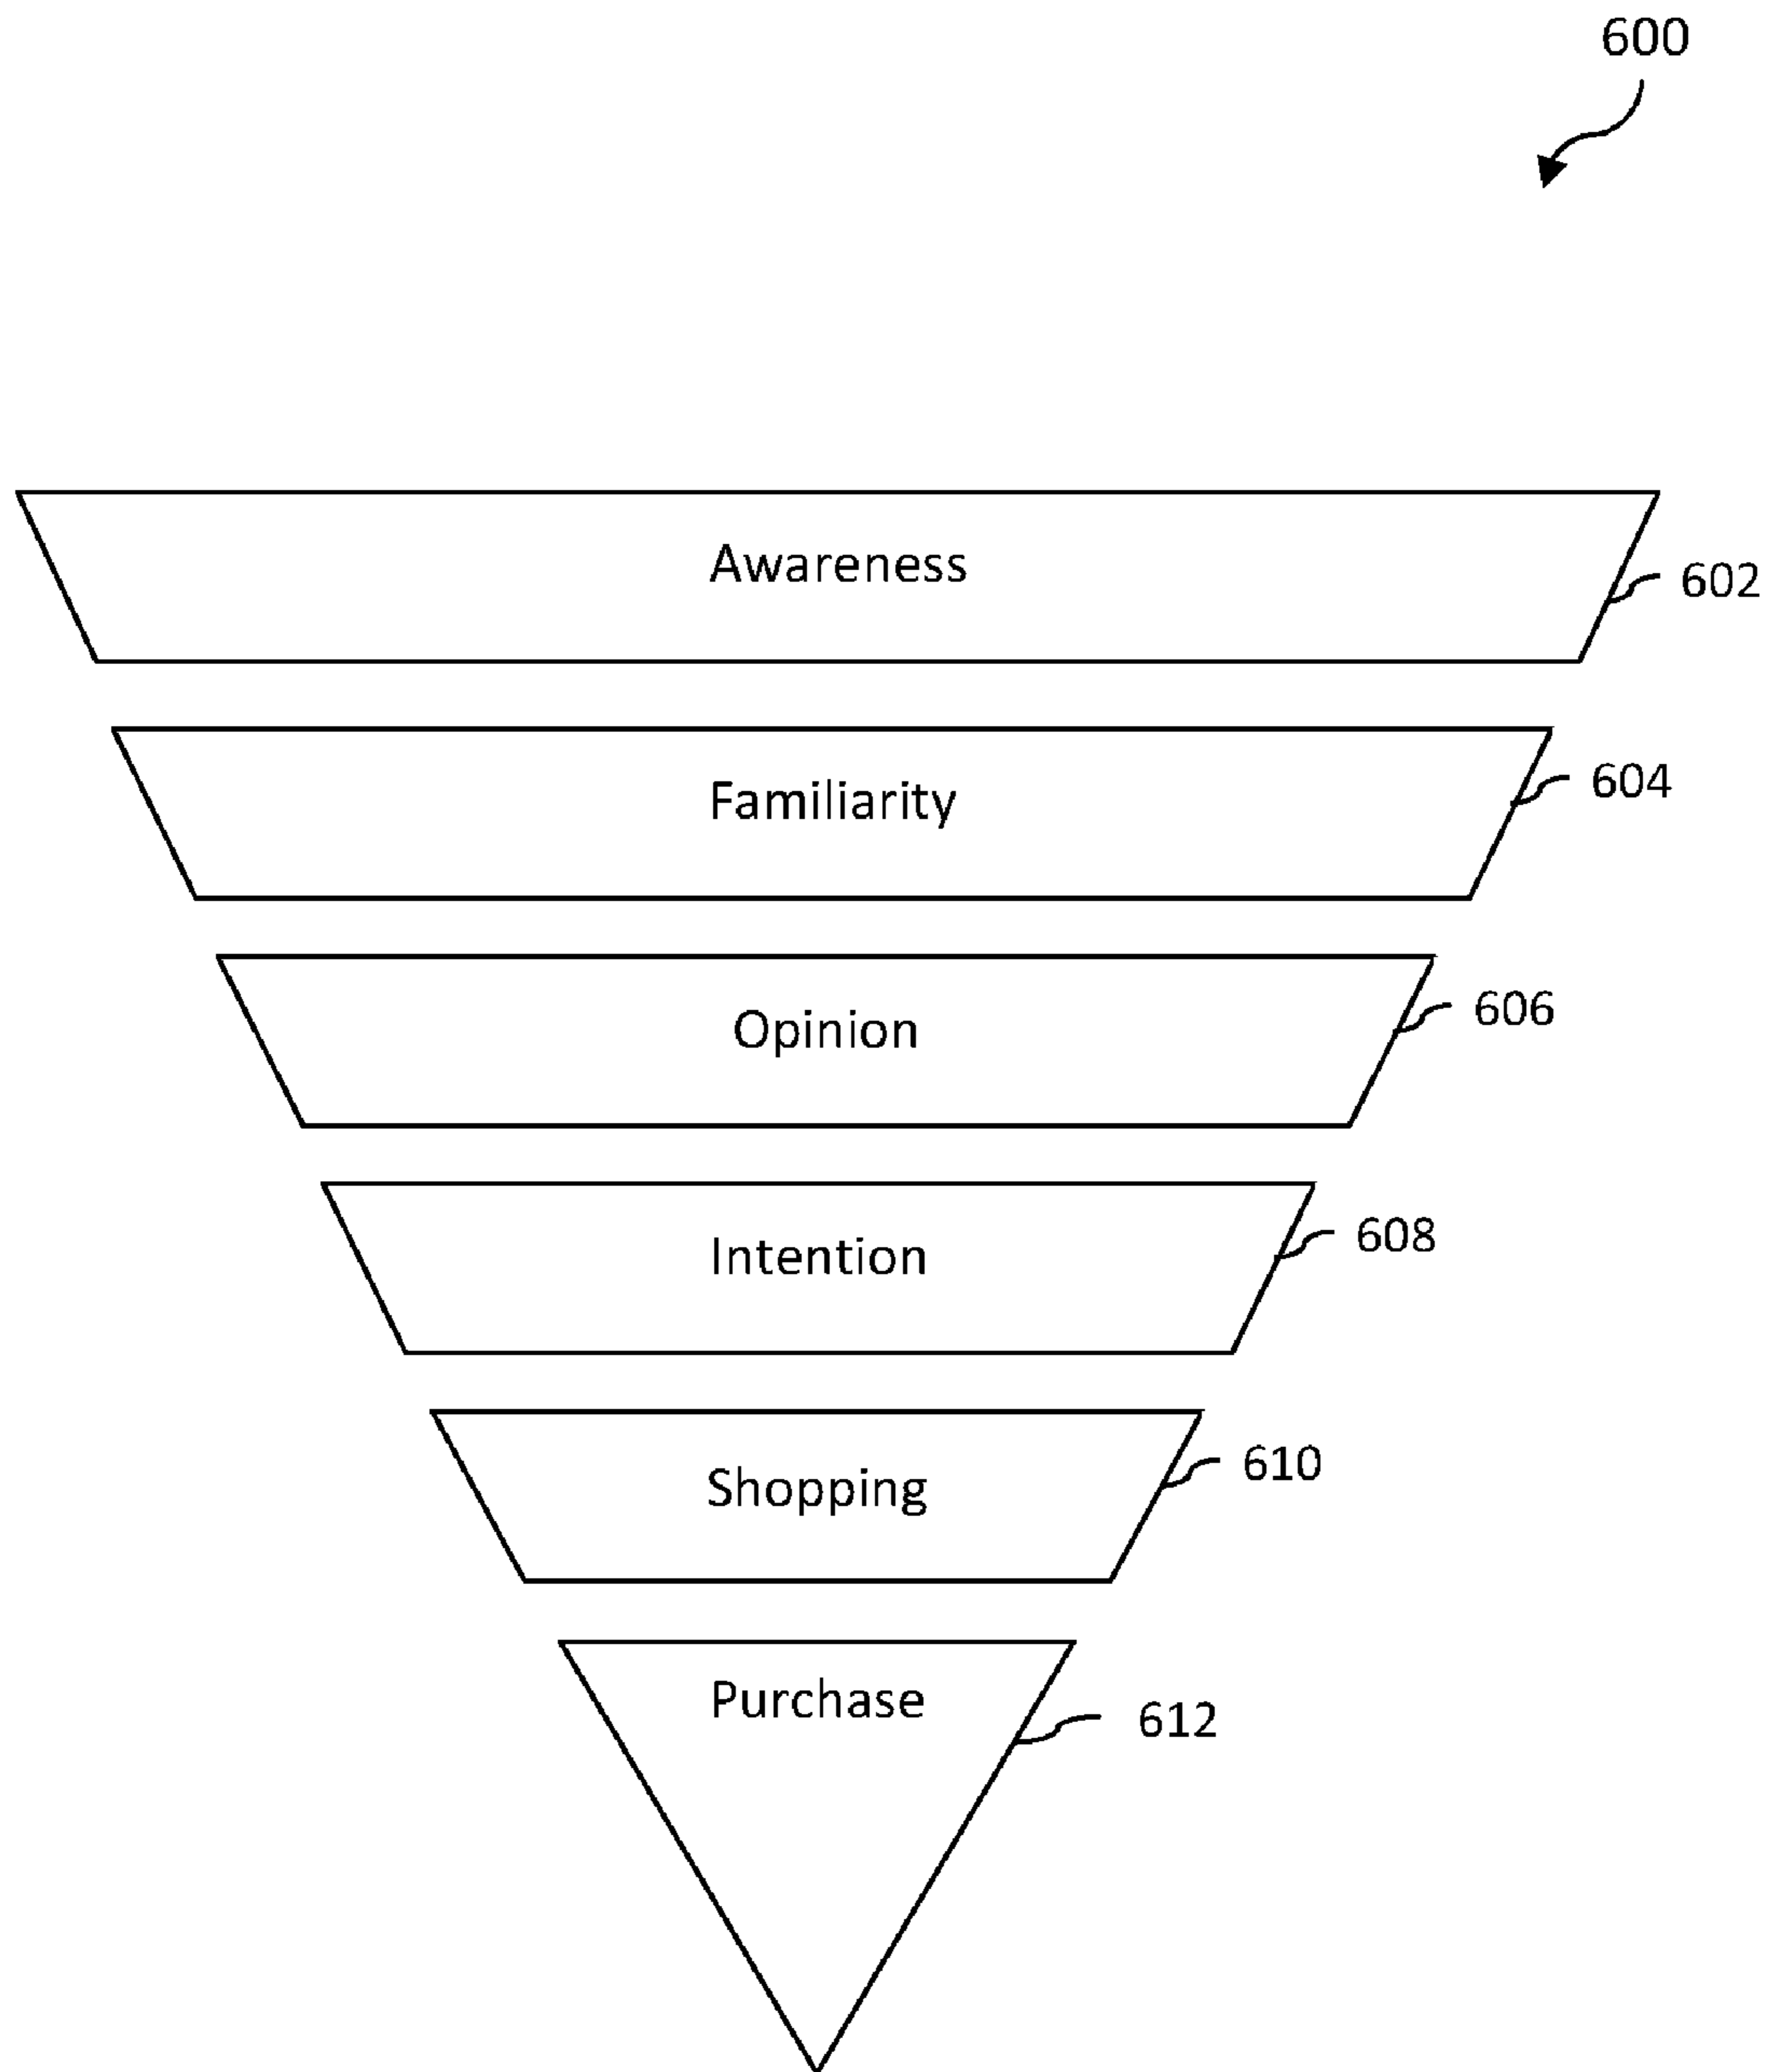 600
Awareness
602
Familiarity
604
Opinion
606
Intention
608
Shopping
610
Purchase
612